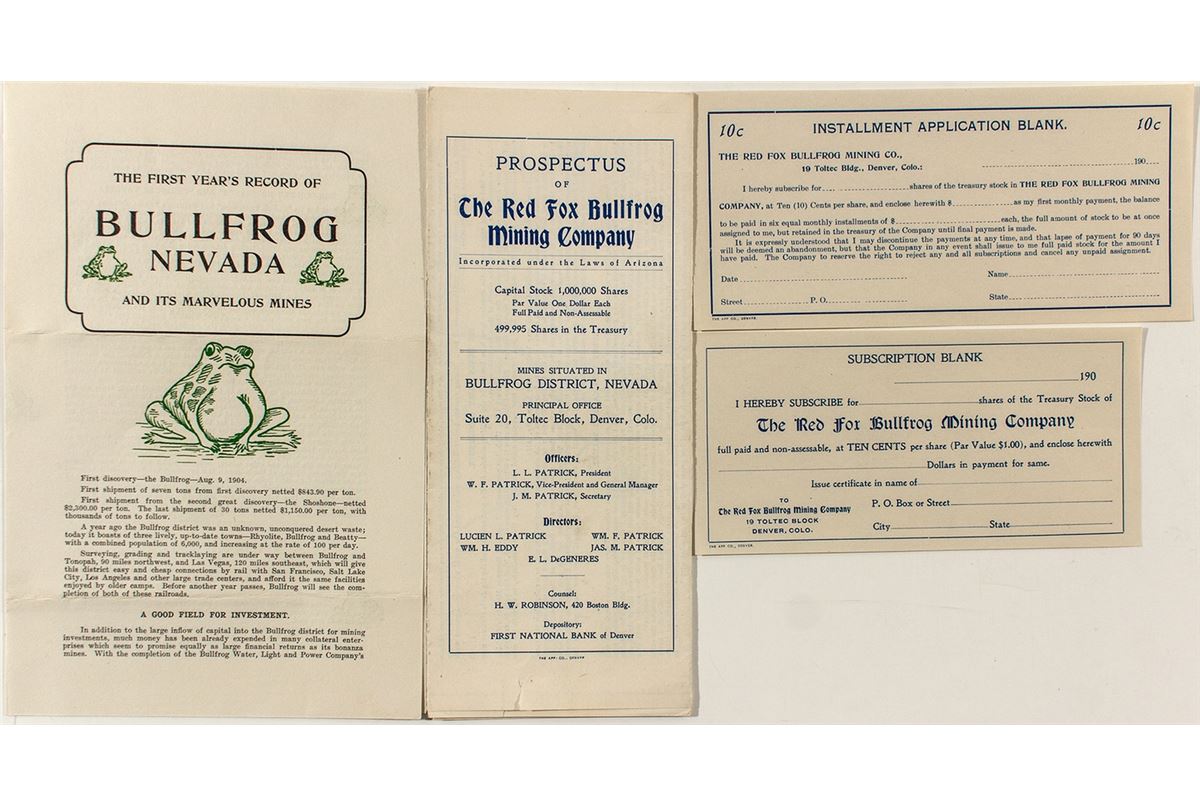 THE FIRST YEAR'S RECORD OF
BULLFROG
NEVADA
AND ITS MARVELOUS MINES
First discovery—the Bullfrog—Aug. 9, 1904.
First shipment of seven tons from first discovery netted $843.90 per ton.
First shipment from the second great discovery—the Shoshone—netted
$2,300.00 per ton. The last shipment of 30 tons netted $1,150.00 per ton, with
thousands of tons to follow.
A year ago the Bullfrog district was an unknown, unconquered desert waste;
today it boasts of three lively, up-to-date towns—Rhyolite, Bullfrog and Beatty—
with a combined population of 6,000, and increasing at the rate of 100 per day.
Surveying, grading and tracklaying are under way between Bullfrog and
Tonopah, 90 miles northwest, and Las Vegas, 120 miles southeast, which will give
this district easy and cheap connections by rail with San Francisco, Salt Lake
City, Los Angeles and other large trade centers, and afford it the same facilities
enjoyed by older camps. Before another year passes, Bullfrog will see the com-
pletion of both of these railroads.
A GOOD FIELD FOR INVESTMENT.
In addition to the large inflow of capital into the Bullfrog district for mining
investments, much money has been already expended in many collateral enter-
prises which seem to promise equally as large financial returns as its bonanza
mines. With the completion of the Bullfrog Water, Light and Power Company's
PROSPECTUS
OF
The Red Fox Bullfrog
Mining Company
Incorporated under the Laws of Arizona
Capital Stock 1,000,000 Shares
Par Value One Dollar Each
Full Paid and Non-Assessable
499,995 Shares in the Treasury
MINES SITUATED IN
BULLFROG DISTRICT, NEVADA
PRINCIPAL OFFICE
Suite 20, Toltec Block, Denver, Colo.
Officers:
L. L. PATRICK, President
W. F. PATRICK, Vice-President and General Manager
J. M. PATRICK, Secretary
Directors:
LUCIEN L. PATRICK WM. F. PATRICK
WM. H. EDDY JAS. M. PATRICK
E. L. DeGENERES
Counsel:
H. W. ROBINSON, 420 Boston Bldg.
Depository:
FIRST NATIONAL BANK of Denver
THE APP CO., DENVER
10c INSTALLMENT APPLICATION BLANK. 10c
THE RED FOX BULLFROG MINING CO.,
19 Toltec Bldg., Denver, Colo.: 190
I hereby subscribe for shares of the treasury stock in THE RED FOX BULLFROG MINING
COMPANY, at Ten (10) Cents per share, and enclose herewith $ as my first monthly payment, the balance
to be paid in six equal monthly installments of $ each, the full amount of stock to be at once
assigned to me, but retained in the treasury of the Company until final payment is made.
It is expressly understood that I may discontinue the payments at any time, and that lapse of payment for 90 days
will be deemed an abandonment, but that the Company in any event shall issue to me full paid stock for the amount I
have paid. The Company to reserve the right to reject any and all subscriptions and cancel any unpaid assignment.
Date Name
Street P. O. State
THE APP CO., DENVER.
SUBSCRIPTION BLANK
190
I HEREBY SUBSCRIBE for shares of the Treasury Stock of
The Red Fox Bullfrog Mining Company
full paid and non-assessable, at TEN CENTS per share (Par Value $1.00), and enclose herewith
Dollars in payment for same.
Issue certificate in name of
TO
The Red Fox Bullfrog Mining Company
19 TOLTEC BLOCK
DENVER, COLO.
P. O. Box or Street
City State
THE APP CO., DENVER.